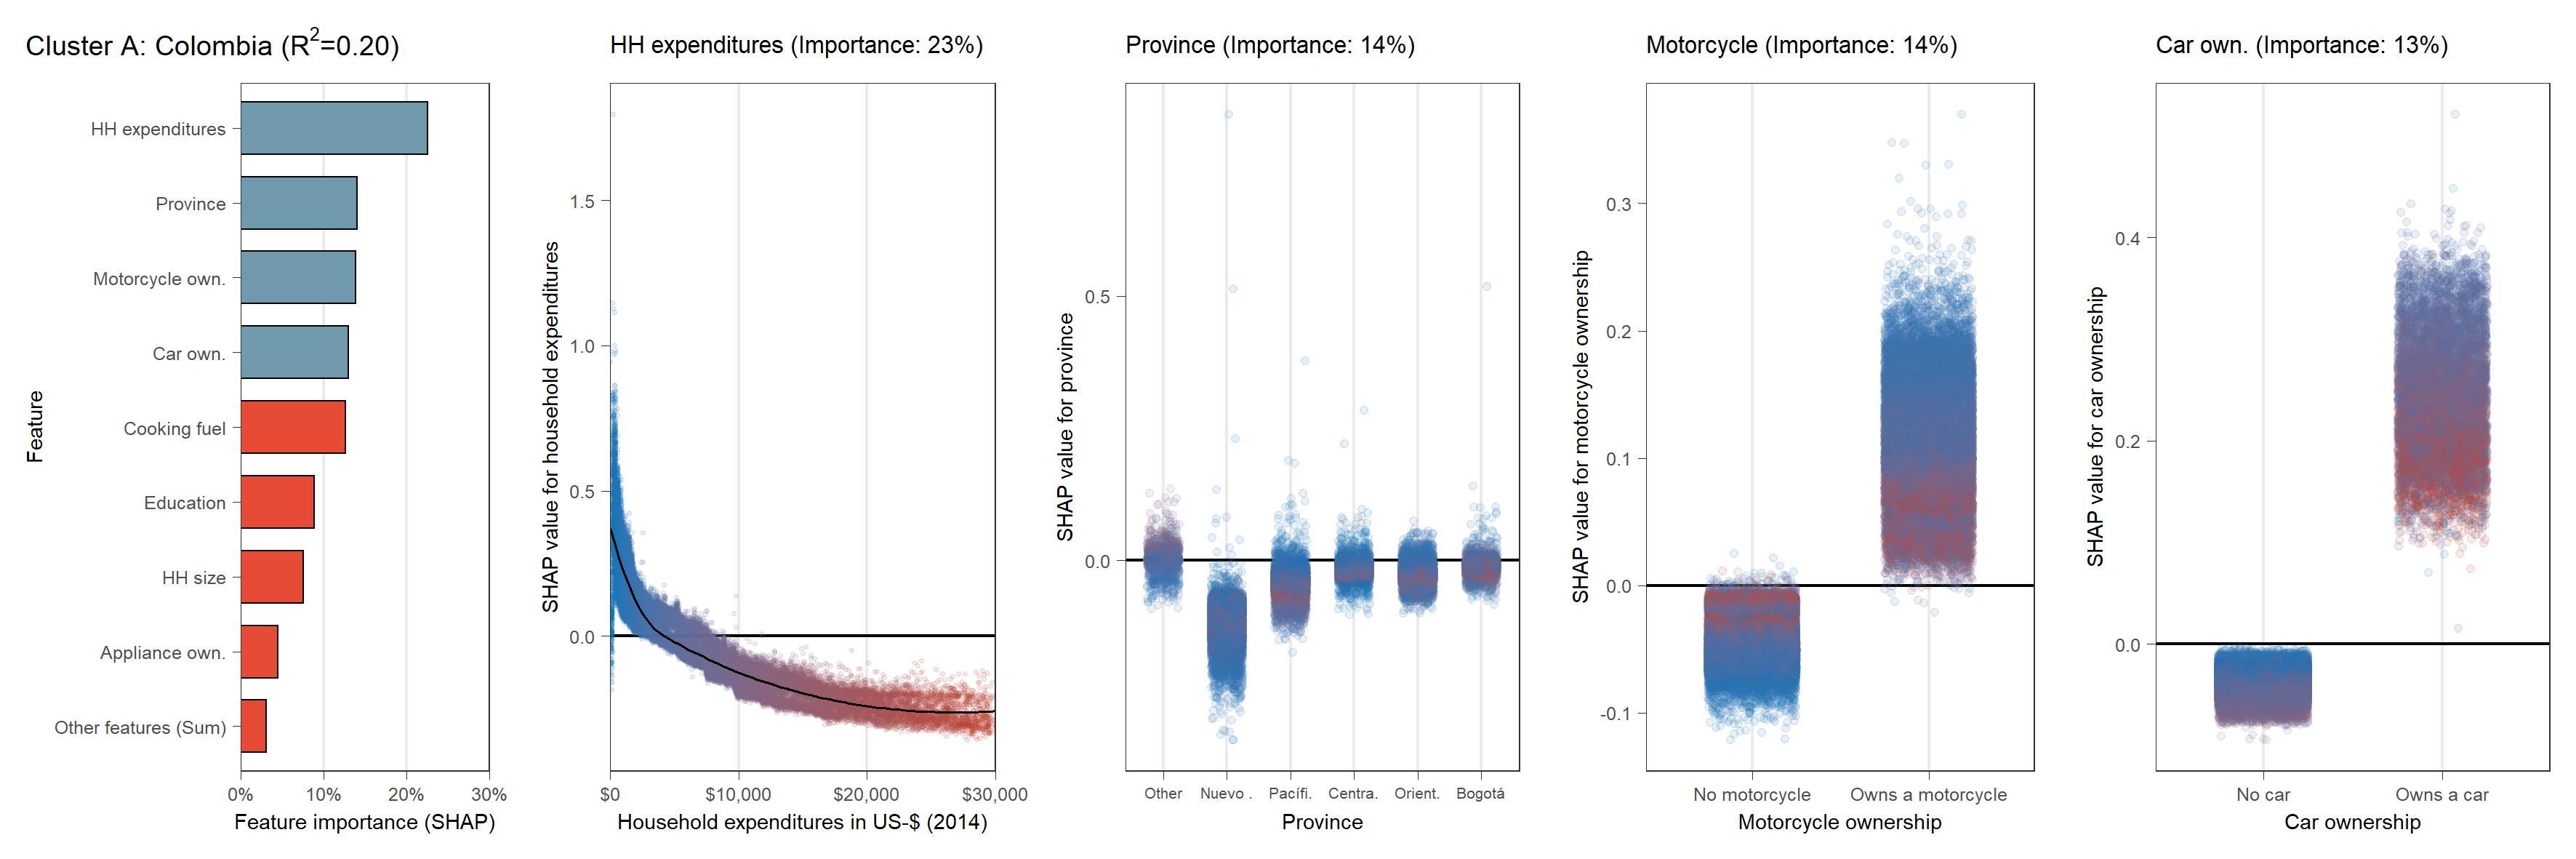 Cluster A: Colombia (R²=0.20)
Feature
HH expenditures
Province
Motorcycle own.
Car own.
Cooking fuel
Education
HH size
Appliance own.
Other features (Sum)
0% 10% 20% 30%
Feature importance (SHAP)
HH expenditures (Importance: 23%)
SHAP value for household expenditures
1.5
1.0
0.5
0.0
$0 $10,000 $20,000 $30,000
Household expenditures in US-$ (2014)
Province (Importance: 14%)
SHAP value for province
0.5
0.0
Other Nuevo . Pacífi. Centra. Orient. Bogotá
Province
Motorcycle (Importance: 14%)
SHAP value for motorcycle ownership
0.3
0.2
0.1
0.0
-0.1
No motorcycle Owns a motorcycle
Motorcycle ownership
Car own. (Importance: 13%)
SHAP value for car ownership
0.4
0.2
0.0
No car Owns a car
Car ownership